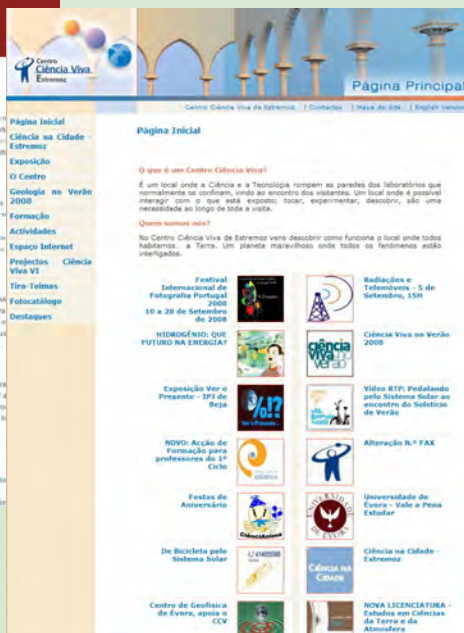 Centro
Ciência Viva
Estremoz
Página Principal
Centro Ciência Viva de Estremoz | Contactos | Mapa do Site | English Version
Página Inicial
Ciência na Cidade -
Estremoz
Exposição
O Centro
Geologia no Verão
2008
Formação
Actividades
Espaço Internet
Projectos Ciência
Viva VI
Tira-Teimas
Fotocatálogo
Destaques
Página Inicial
O que é um Centro Ciência Viva?
É um local onde a Ciência e a Tecnologia rompem as paredes dos laboratórios que
normalmente os confinam, vindo ao encontro dos visitantes. Um local onde é possível
interagir com o que está exposto; tocar, experimentar, descobrir, são uma
necessidade ao longo de toda a visita.
Quem somos nós?
No Centro Ciência Viva de Estremoz vens descobrir como funciona o local onde todos
habitamos.. a Terra. Um planeta maravilhoso onde todos os fenómenos estão
interligados.
Festival
Internacional de
Fotografia Portugal
2008
10 a 28 de Setembro
de 2008
Radiações e
Telemóveis - 5 de
Setembro, 15H
HIDROGÉNIO: QUE
FUTURO NA ENERGIA?
ciência
viva no
verão
Ciência Viva no Verão
2008
Exposição Ver o
Presente - IPJ de
Beja
%!?
Ver o Presente...
Vídeo RTP: Pedalando
pelo Sistema Solar ao
encontro do Solstício
de Verão
NOVO: Acção de
Formação para
professores do 1º
Ciclo
Alteração N.º FAX
Festas de
Aniversário
UNIVERSIDADE
DE ÉVORA
Universidade de
Évora - Vale a Pena
Estudar
De Bicicleta pelo
Sistema Solar
CIÊNCIA NA
CIDADE
Ciência na Cidade -
Estremoz
Centro de Geofísica
de Évora, apoia o
CCV
CGE
NOVA LICENCIATURA -
Estudos em Ciências
da Terra e da
Atmosfera